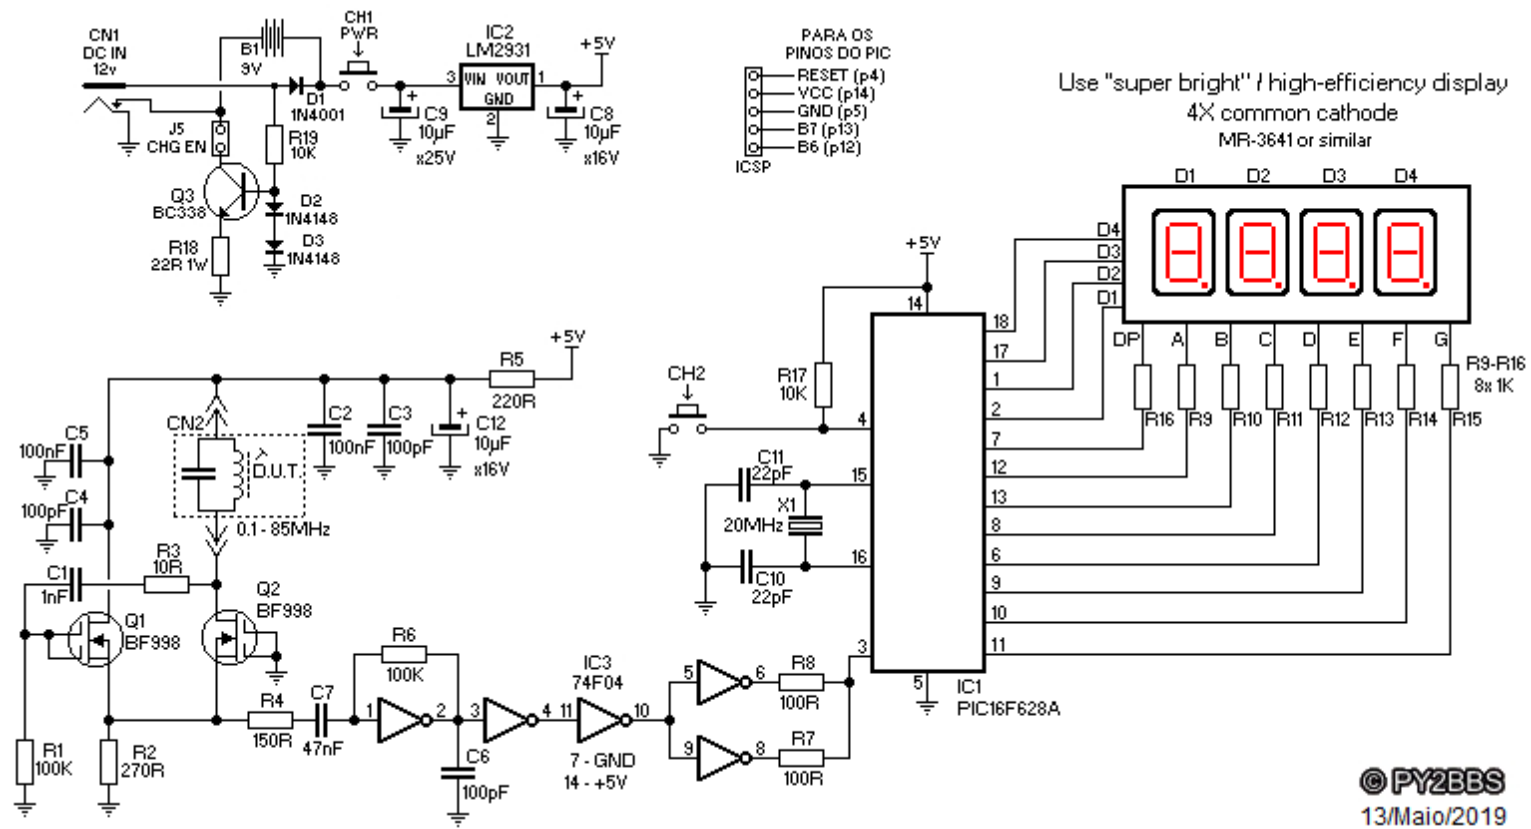 CN1
DC IN
12v
B1
9V
CH1
PWR
D1
1N4001
J5
CHG EN
R19
10K
Q3
BC338
D2
1N4148
D3
1N4148
R18
22R 1W
C9
10µF
x25V
IC2
LM2931
3
VIN VOUT
1
GND
2
+5V
C8
10µF
x16V
PARA OS
PINOS DO PIC
RESET (p4)
VCC (p14)
GND (p5)
B7 (p13)
B6 (p12)
ICSP
Use "super bright" / high-efficiency display
4X common cathode
MR-3641 or similar
D1 D2 D3 D4
D4
D3
D2
D1
DP A B C D E F G
R9-R16
8x 1K
R16 R9 R10 R11 R12 R13 R14 R15
+5V
14
R17
10K
CH2
4
C11
22pF
15
X1
20MHz
16
C10
22pF
3
5
18
17
1
2
7
12
13
8
6
9
10
11
IC1
PIC16F628A
+5V
R5
220R
C2
100nF
C3
100pF
C12
10µF
x16V
CN2
D.U.T.
0.1 - 85MHz
C5
100nF
C4
100pF
R3
10R
C1
1nF
Q1
BF998
Q2
BF998
R1
100K
R2
270R
R4
150R
C7
47nF
R6
100K
1
2
C6
100pF
3
4
IC3
74F04
11
10
7 - GND
14 - +5V
5
6
R8
100R
9
8
R7
100R
© PY2BBS
13/Maio/2019